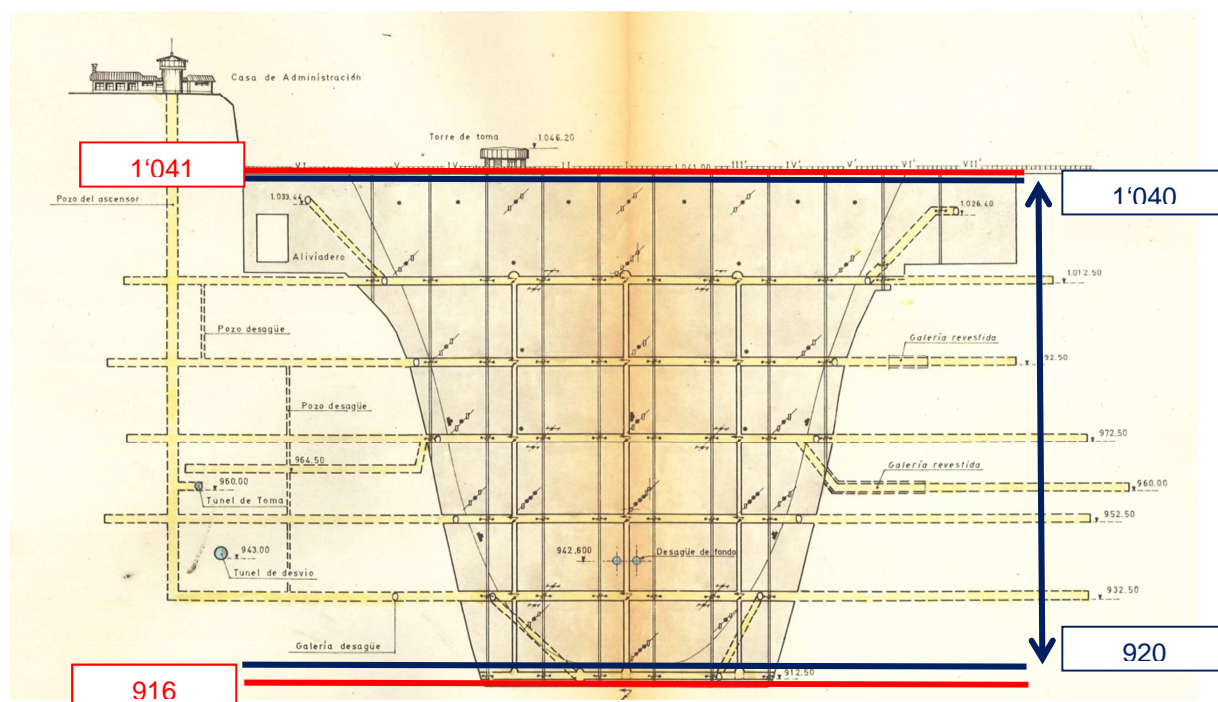 Casa de Administración
Torre de toma
1.046.20
1‘041
VI
V
IV
II
I
1.041.00
III'
IV'
V'
VI'
VII'
1‘040
Pozo del ascensor
1.033.44
1.026.40
Aliviadero
1.012.50
Pozo desagüe
Galería revestida
92.50
Pozo desagüe
972.50
964.50
Galería revestida
960.00
960.00
Tunel de Toma
952.50
943.00
942,600
Desagüe de fondo
Tunel de desvio
932.50
Galería desagüe
920
912.50
916